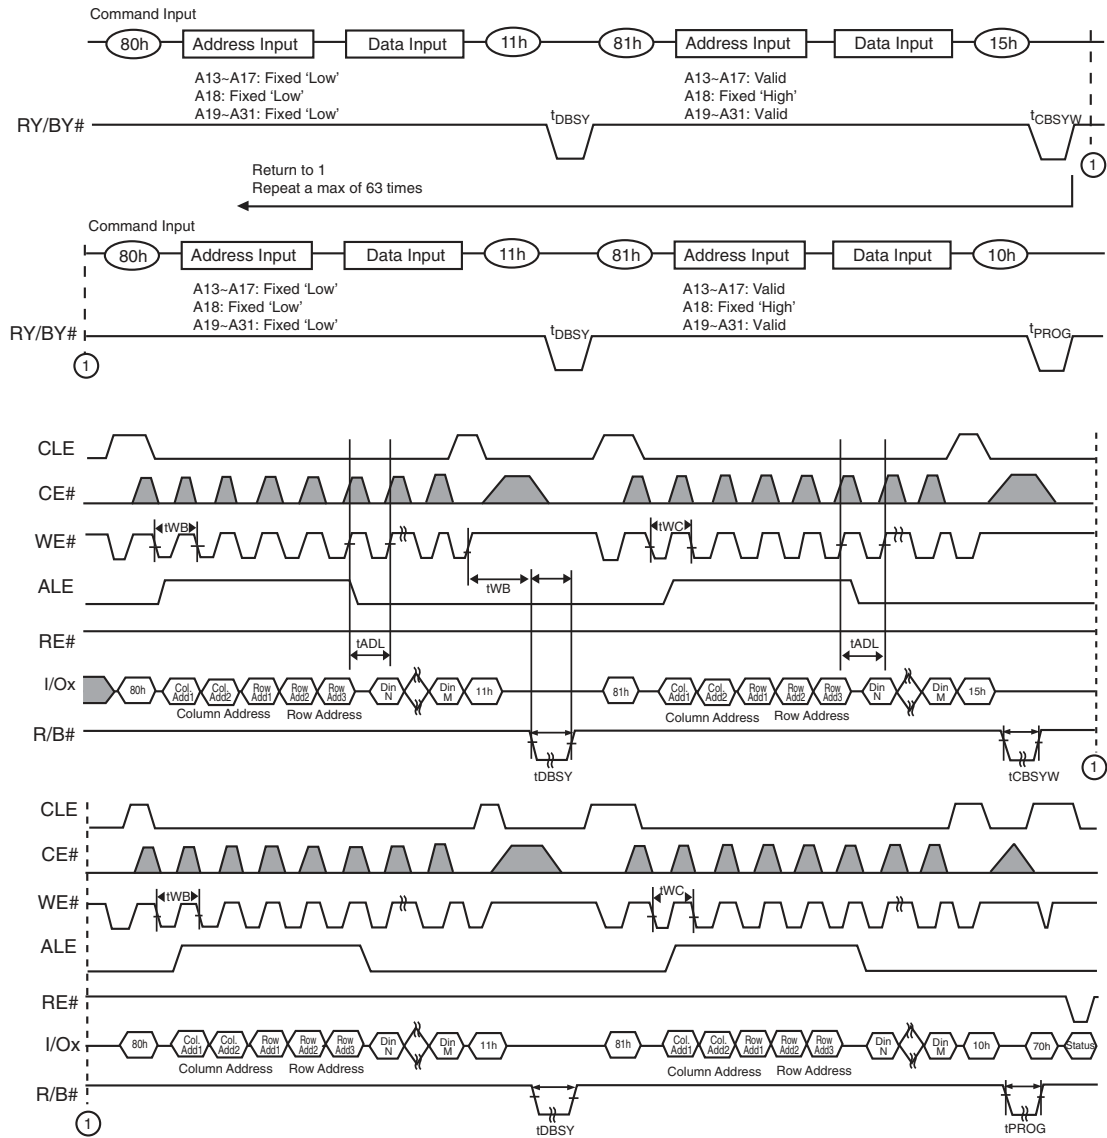 Command Input
80h Address Input Data Input 11h 81h Address Input Data Input 15h
A13~A17: Fixed 'Low' A13~A17: Valid
A18: Fixed 'Low' A18: Fixed 'High'
A19~A31: Fixed 'Low' A19~A31: Valid
RY/BY# tDBSY tCBSYW
1
Return to 1
Repeat a max of 63 times
Command Input
80h Address Input Data Input 11h 81h Address Input Data Input 10h
A13~A17: Fixed 'Low' A13~A17: Valid
A18: Fixed 'Low' A18: Fixed 'High'
A19~A31: Fixed 'Low' A19~A31: Valid
RY/BY# tDBSY tPROG
1
CLE
CE#
WE# tWB tWC
ALE tWB
RE#
tADL tADL
I/Ox 80h Col. Add1 Col. Add2 Row Add1 Row Add2 Row Add3 Din N Din M 11h 81h Col. Add1 Col. Add2 Row Add1 Row Add2 Row Add3 Din N Din M 15h
Column Address Row Address Column Address Row Address
R/B#
tDBSY tCBSYW
1
CLE
CE#
WE# tWB tWC
ALE
RE#
I/Ox 80h Col. Add1 Col. Add2 Row Add1 Row Add2 Row Add3 Din N Din M 11h 81h Col. Add1 Col. Add2 Row Add1 Row Add2 Row Add3 Din N Din M 10h 70h Status
Column Address Row Address Column Address Row Address
R/B#
1 tDBSY tPROG